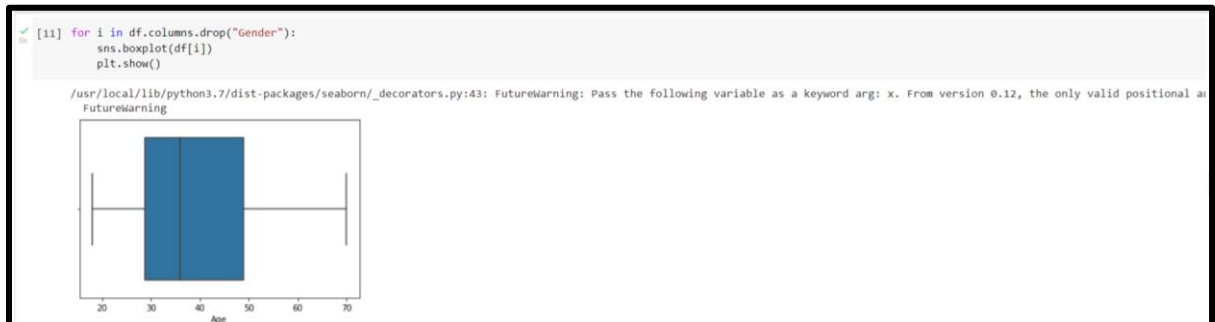 [11] for i in df.columns.drop("Gender"):
sns.boxplot(df[i])
plt.show()
/usr/local/lib/python3.7/dist-packages/seaborn/_decorators.py:43: FutureWarning: Pass the following variable as a keyword arg: x. From version 0.12, the only valid positional
FutureWarning
20 30 40 50 60 70
Age